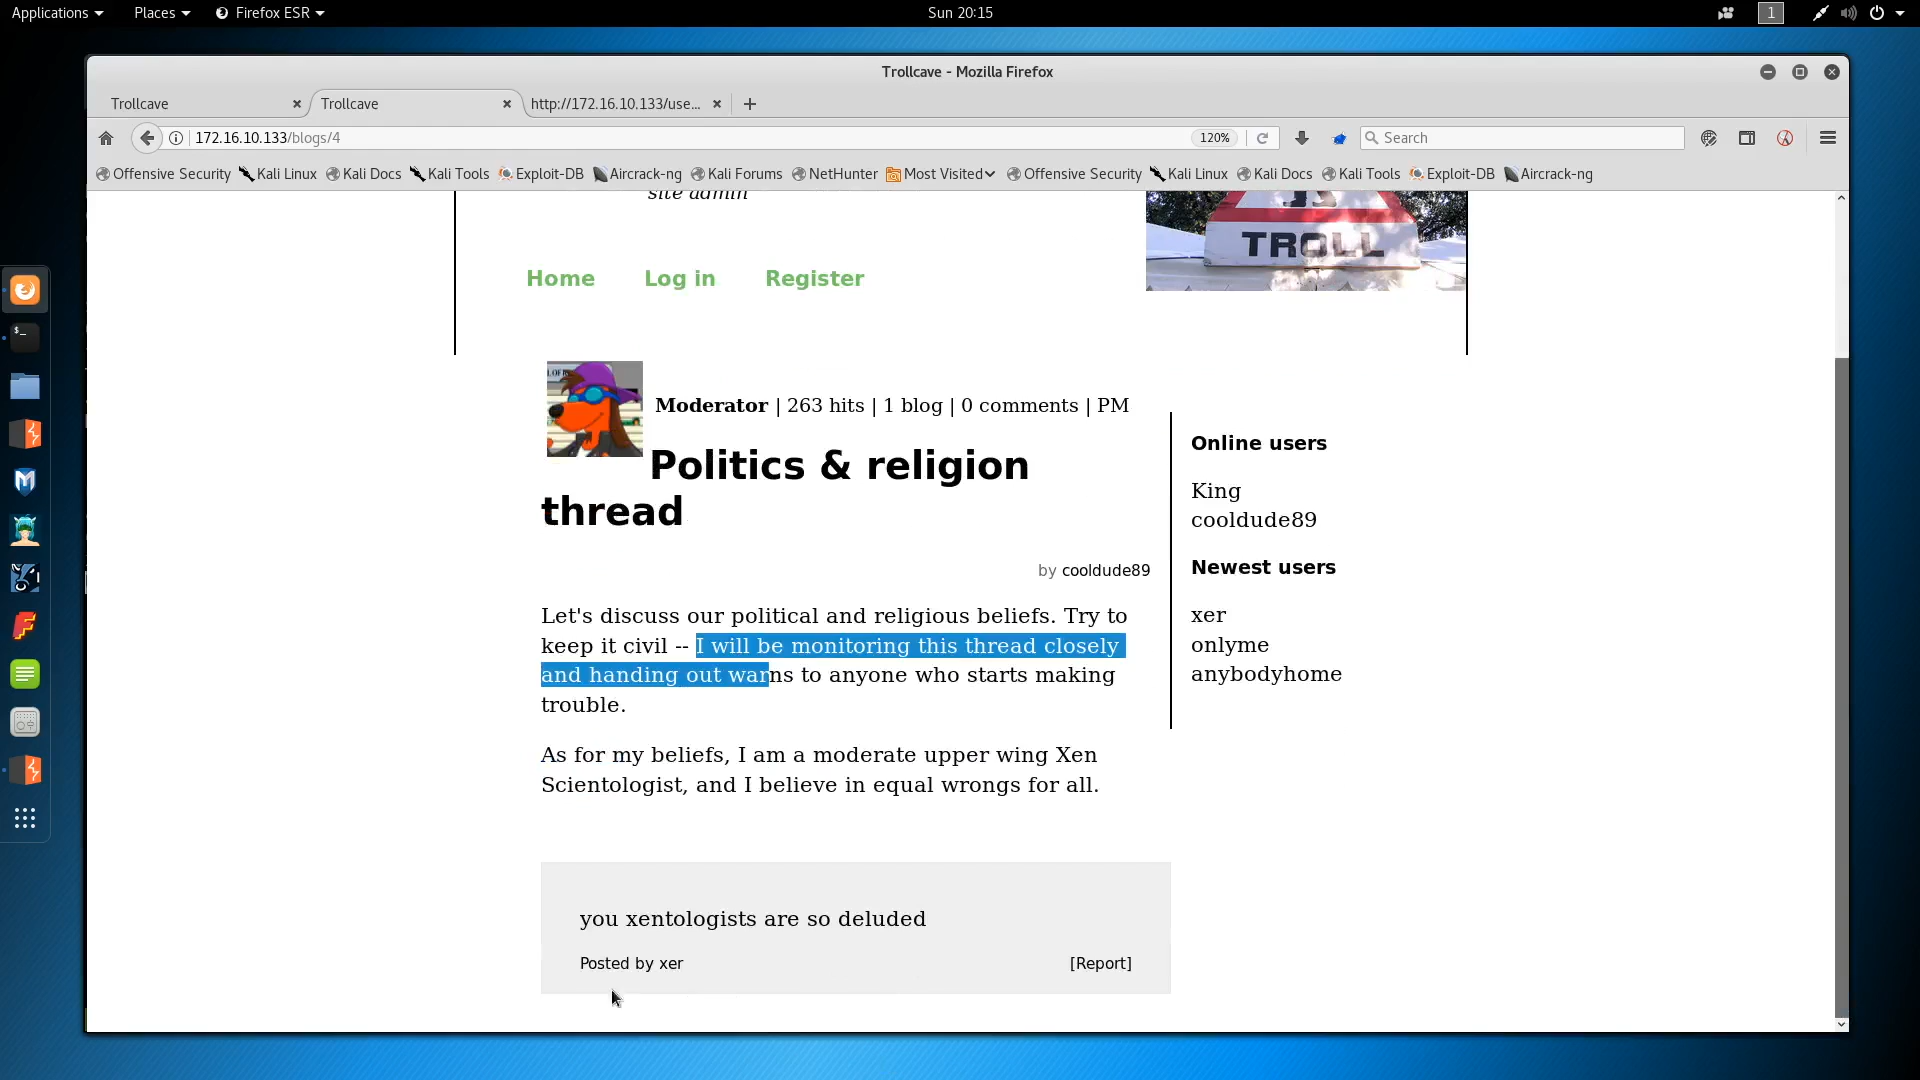 Applications Places Firefox ESR Sun 20:15 1
Trollcave - Mozilla Firefox
Trollcave Trollcave http://172.16.10.133/use...
172.16.10.133/blogs/4 120% Search
Offensive Security Kali Linux Kali Docs Kali Tools Exploit-DB Aircrack-ng Kali Forums NetHunter Most Visited Offensive Security Kali Linux Kali Docs Kali Tools Exploit-DB Aircrack-ng
site admin
TROLL
Home Log in Register
Moderator | 263 hits | 1 blog | 0 comments | PM
Politics & religion
thread
by cooldude89
Let's discuss our political and religious beliefs. Try to
keep it civil -- I will be monitoring this thread closely
and handing out warns to anyone who starts making
trouble.
As for my beliefs, I am a moderate upper wing Xen
Scientologist, and I believe in equal wrongs for all.
you xentologists are so deluded
Posted by xer [Report]
Online users
King
cooldude89
Newest users
xer
onlyme
anybodyhome